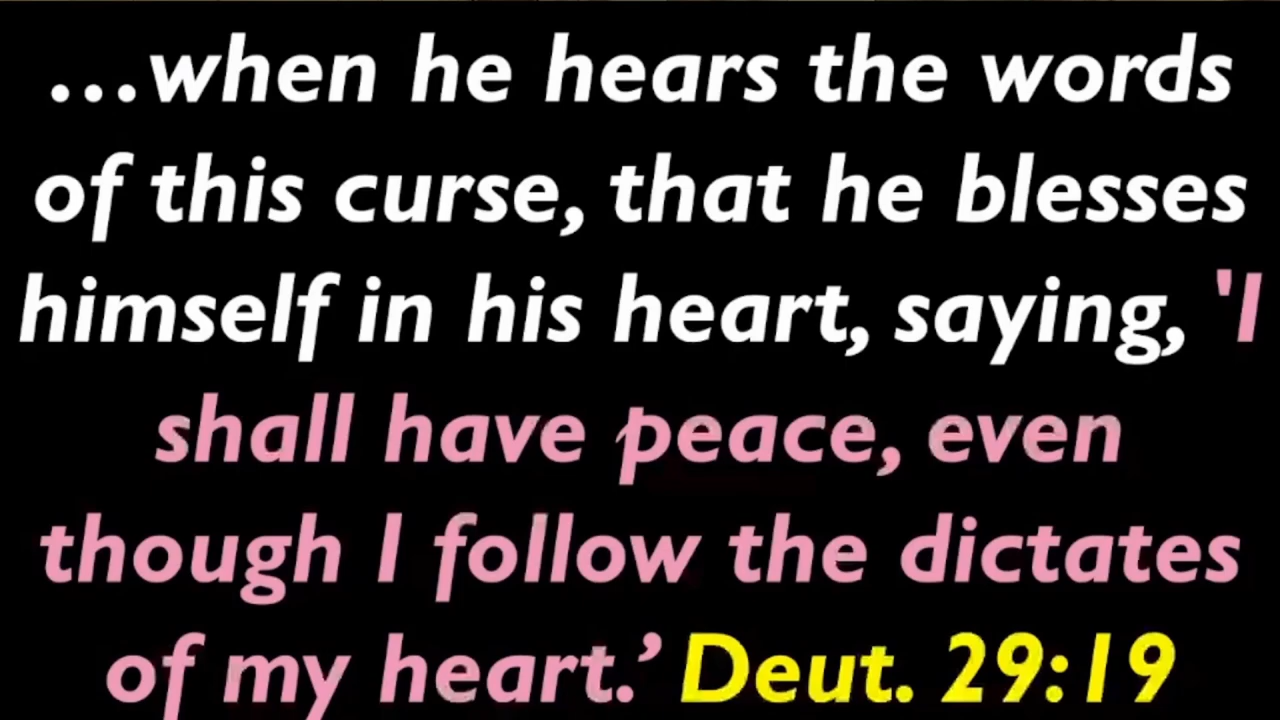 ...when he hears the words
of this curse, that he blesses
himself in his heart, saying, 'I
shall have peace, even
though I follow the dictates
of my heart.’ Deut. 29:19